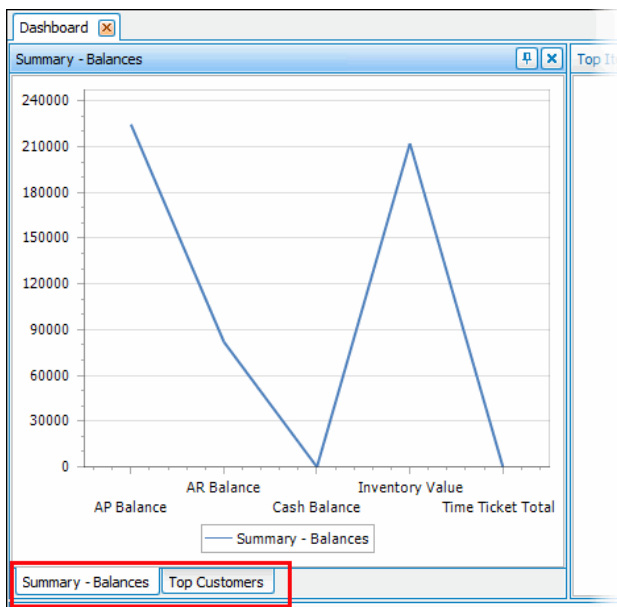 Dashboard
Summary - Balances
Top
240000
210000
180000
150000
120000
90000
60000
30000
0
AR Balance Inventory Value
AP Balance Cash Balance Time Ticket Total
Summary - Balances
Summary - Balances Top Customers